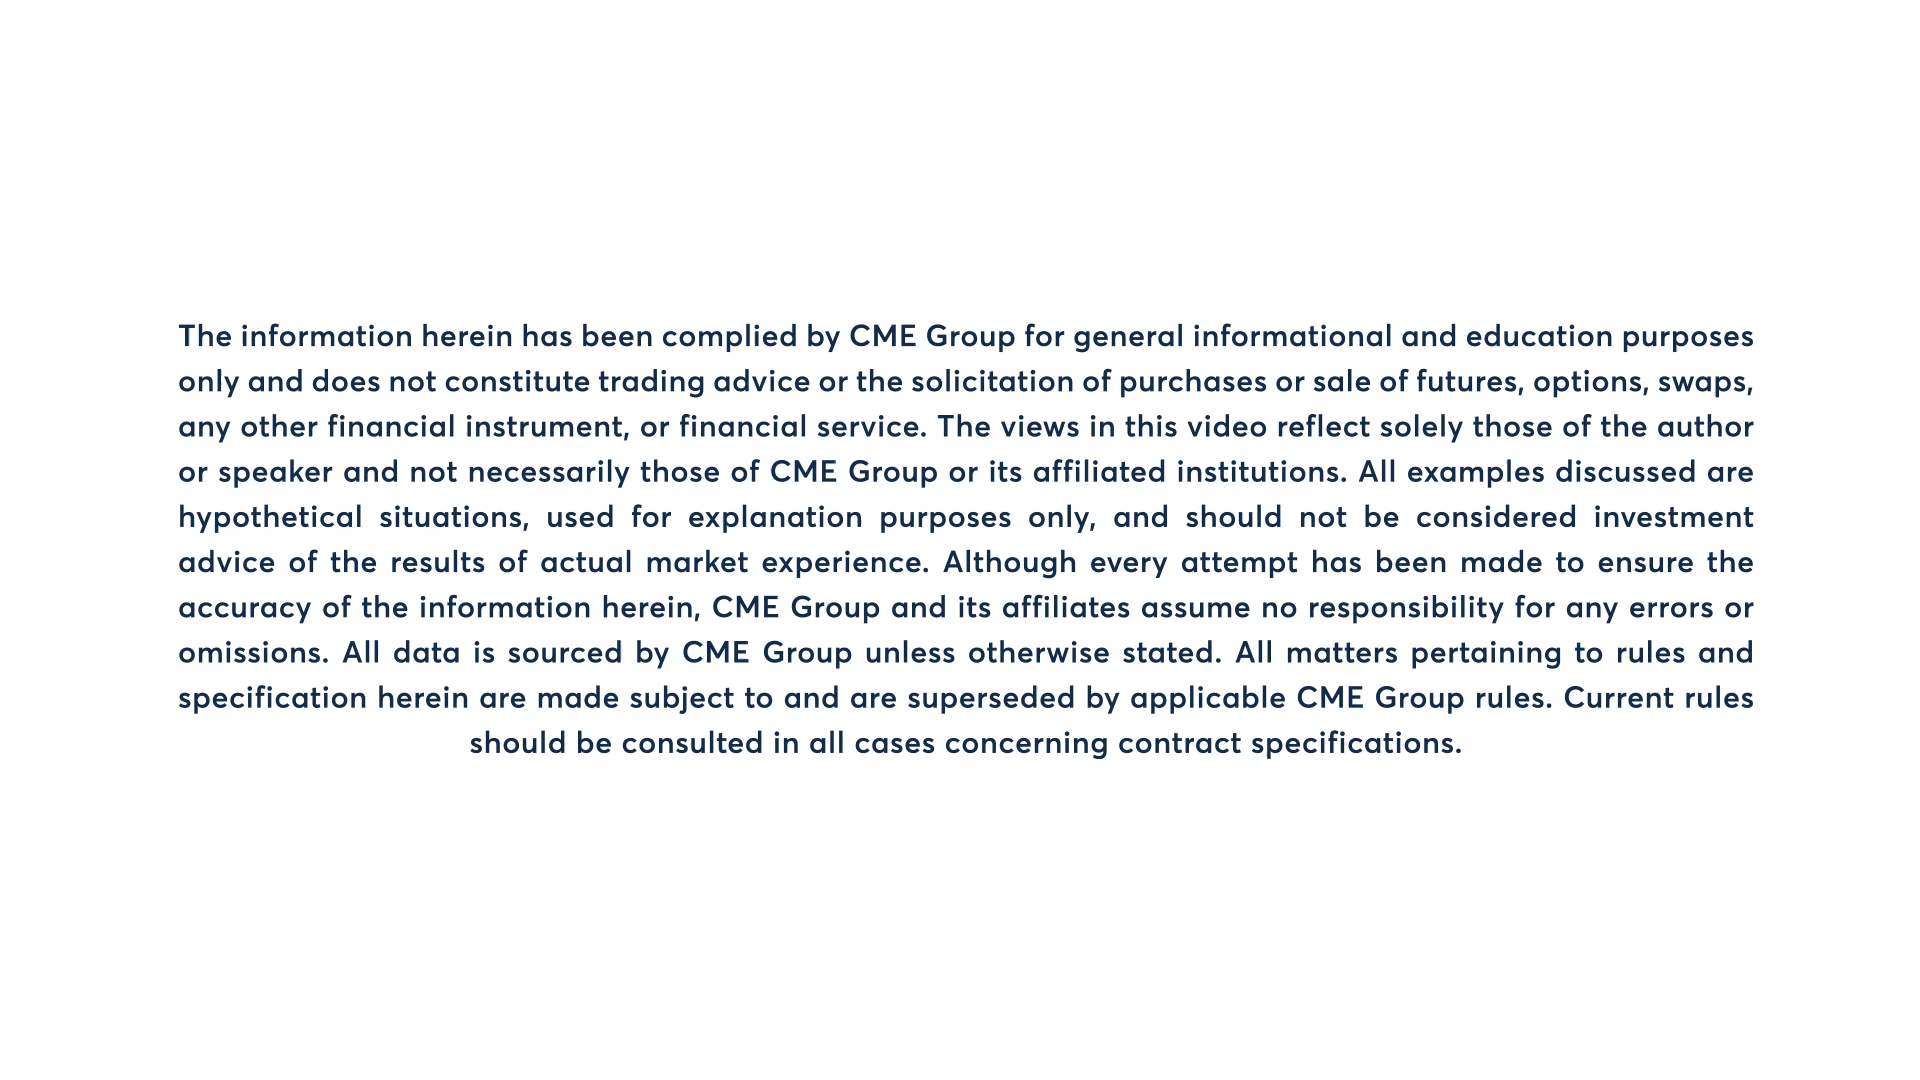 The information herein has been complied by CME Group for general informational and education purposes
only and does not constitute trading advice or the solicitation of purchases or sale of futures, options, swaps,
any other financial instrument, or financial service. The views in this video reflect solely those of the author
or speaker and not necessarily those of CME Group or its affiliated institutions. All examples discussed are
hypothetical situations, used for explanation purposes only, and should not be considered investment
advice of the results of actual market experience. Although every attempt has been made to ensure the
accuracy of the information herein, CME Group and its affiliates assume no responsibility for any errors or
omissions. All data is sourced by CME Group unless otherwise stated. All matters pertaining to rules and
specification herein are made subject to and are superseded by applicable CME Group rules. Current rules
should be consulted in all cases concerning contract specifications.